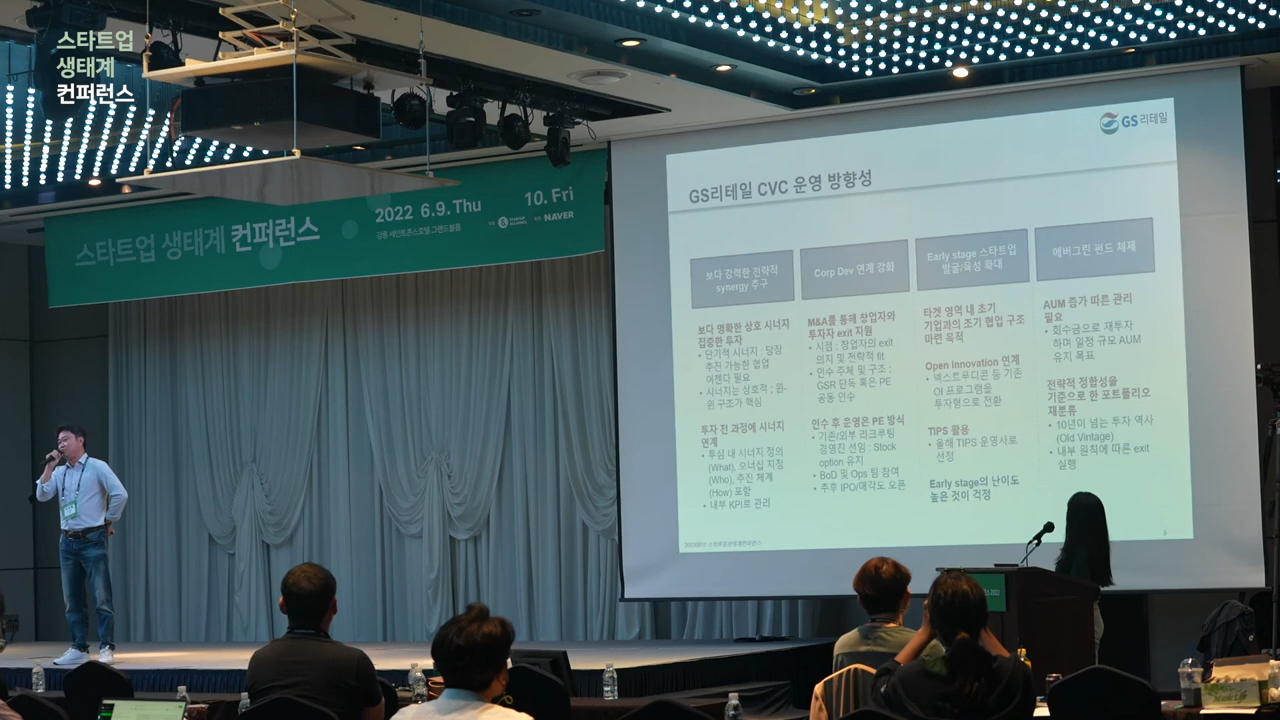 스타트업
생태계
컨퍼런스
스타트업 생태계 컨퍼런스
2022 6.9. Thu 10. Fri
강릉 세인트존스호텔 그랜드볼룸
NAVER
GS리테일
GS리테일 CVC 운영 방향성
보다 강력한 전략적
synergy 추구
보다 명확한 상호 시너지
집중한 투자
• 단기적 시너지 : 당장
추진 가능한 협업
어젠다 필요
• 시너지는 상호적 ; 윈-
윈 구조가 핵심
투자 전 과정에 시너지
연계
• 투심 내 시너지 정의
(What), 오너십 지정
(Who), 추진 체계
(How) 포함
• 내부 KPI로 관리
Corp Dev 연계 강화
M&A를 통해 창업자와
투자자 exit 지원
• 시점 : 창업자의 exit
의지 및 전략적 fit
• 인수 주체 및 구조 :
GSR 단독 혹은 PE
공동 인수
인수 후 운영은 PE 방식
• 기존/외부 리크루팅
경영진 선임 : Stock
option 유지
• BoD 및 Ops 팀 참여
• 추후 IPO/매각도 오픈
Early stage 스타트업
발굴/육성 확대
타겟 영역 내 초기
기업과의 조기 협업 구조
마련 목적
Open Innovation 연계
• 넥스트푸디콘 등 기존
OI 프로그램을
투자형으로 전환
TIPS 활용
• 올해 TIPS 운영사로
선정
Early stage의 난이도
높은 것이 걱정
에버그린 펀드 체제
AUM 증가 따른 관리
필요
• 회수금으로 재투자
하며 일정 규모 AUM
유지 목표
전략적 정합성을
기준으로 한 포트폴리오
재분류
• 10년이 넘는 투자 역사
(Old Vintage)
• 내부 원칙에 따른 exit
실행